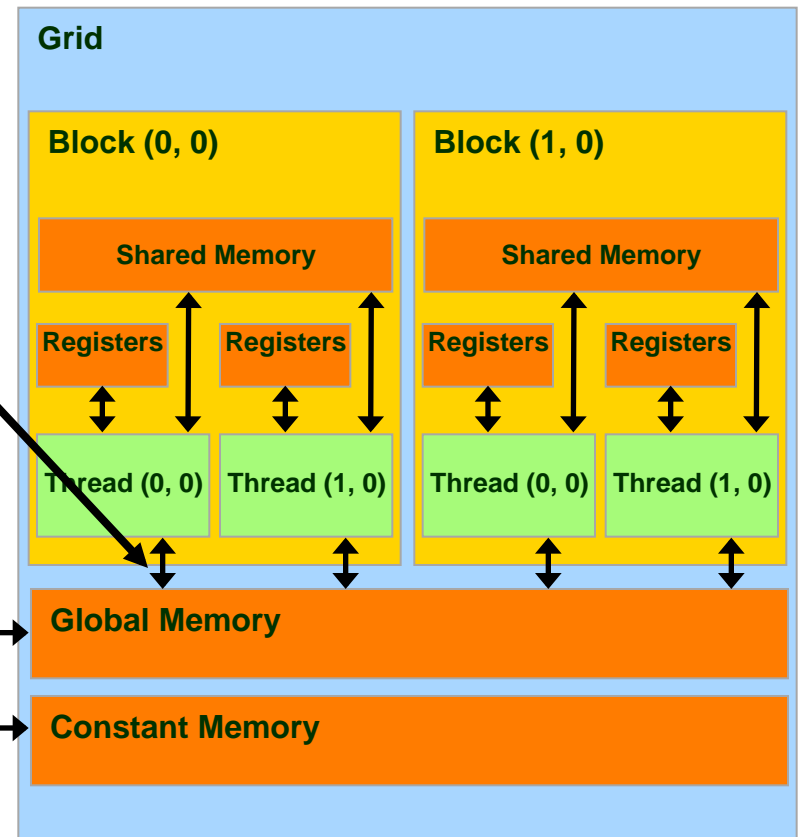 Grid
Block (0, 0)
Block (1, 0)
Shared Memory
Shared Memory
Registers
Registers
Registers
Registers
Thread (0, 0)
Thread (1, 0)
Thread (0, 0)
Thread (1, 0)
Global Memory
Constant Memory